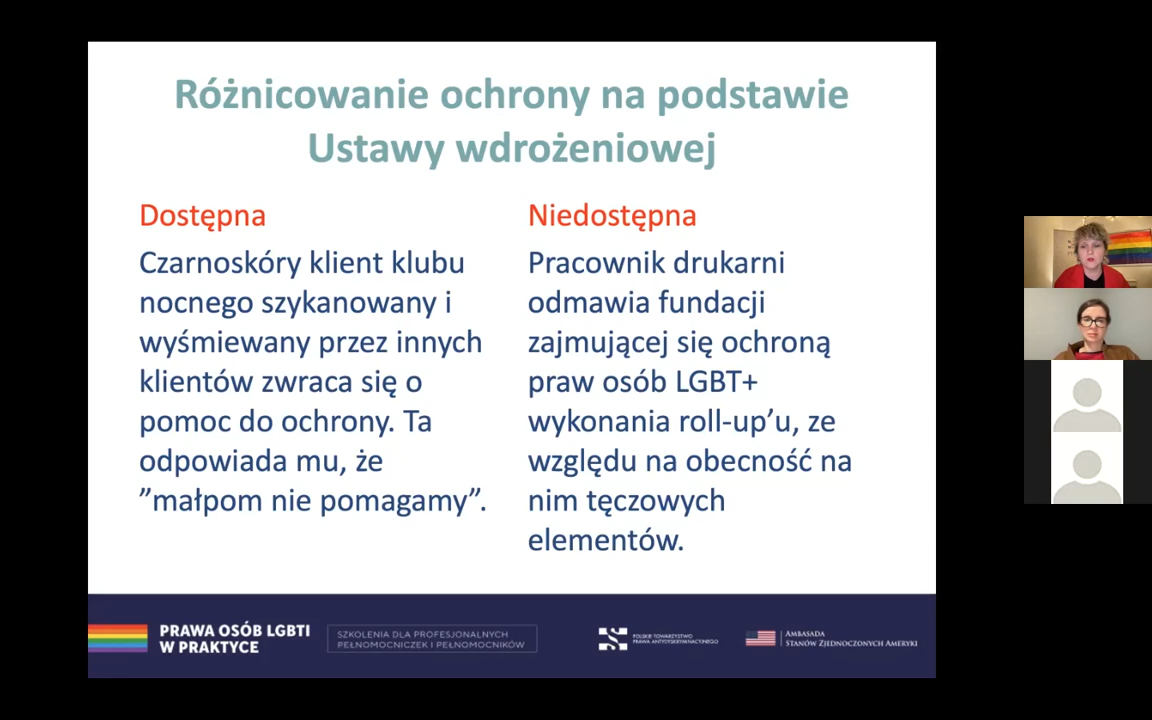 Różnicowanie ochrony na podstawie
Ustawy wdrożeniowej
Dostępna
Czarnoskóry klient klubu
nocnego szykanowany i
wyśmiewany przez innych
klientów zwraca się o
pomoc do ochrony. Ta
odpowiada mu, że
”małpom nie pomagamy”.
Niedostępna
Pracownik drukarni
odmawia fundacji
zajmującej się ochroną
praw osób LGBT+
wykonania roll-up’u, ze
względu na obecność na
nim tęczowych
elementów.
PRAWA OSÓB LGBTI
W PRAKTYCE
SZKOLENIA DLA PROFESJONALNYCH
PEŁNOMOCNICZEK I PEŁNOMOCNIKÓW
POLSKIE TOWARZYSTWO
PRAWA ANTYDYSKRYMINACYJNEGO
AMBASADA
STANÓW ZJEDNOCZONYCH AMERYKI